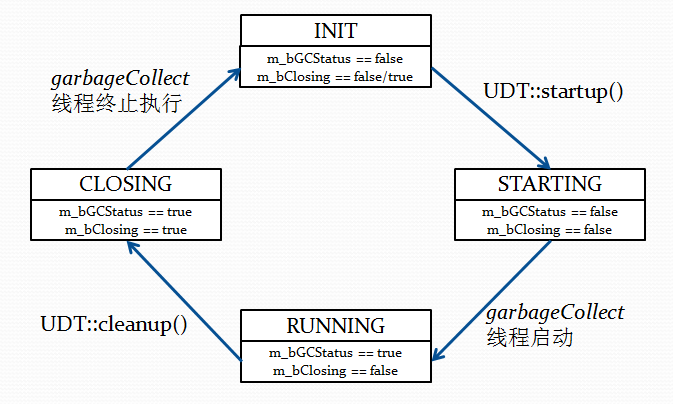 INIT
m_bGCStatus == false
m_bClosing == false/true
garbageCollect
线程终止执行
UDT::startup()
CLOSING
m_bGCStatus == true
m_bClosing == true
STARTING
m_bGCStatus == false
m_bClosing == false
UDT::cleanup()
RUNNING
m_bGCStatus == true
m_bClosing == false
garbageCollect
线程启动